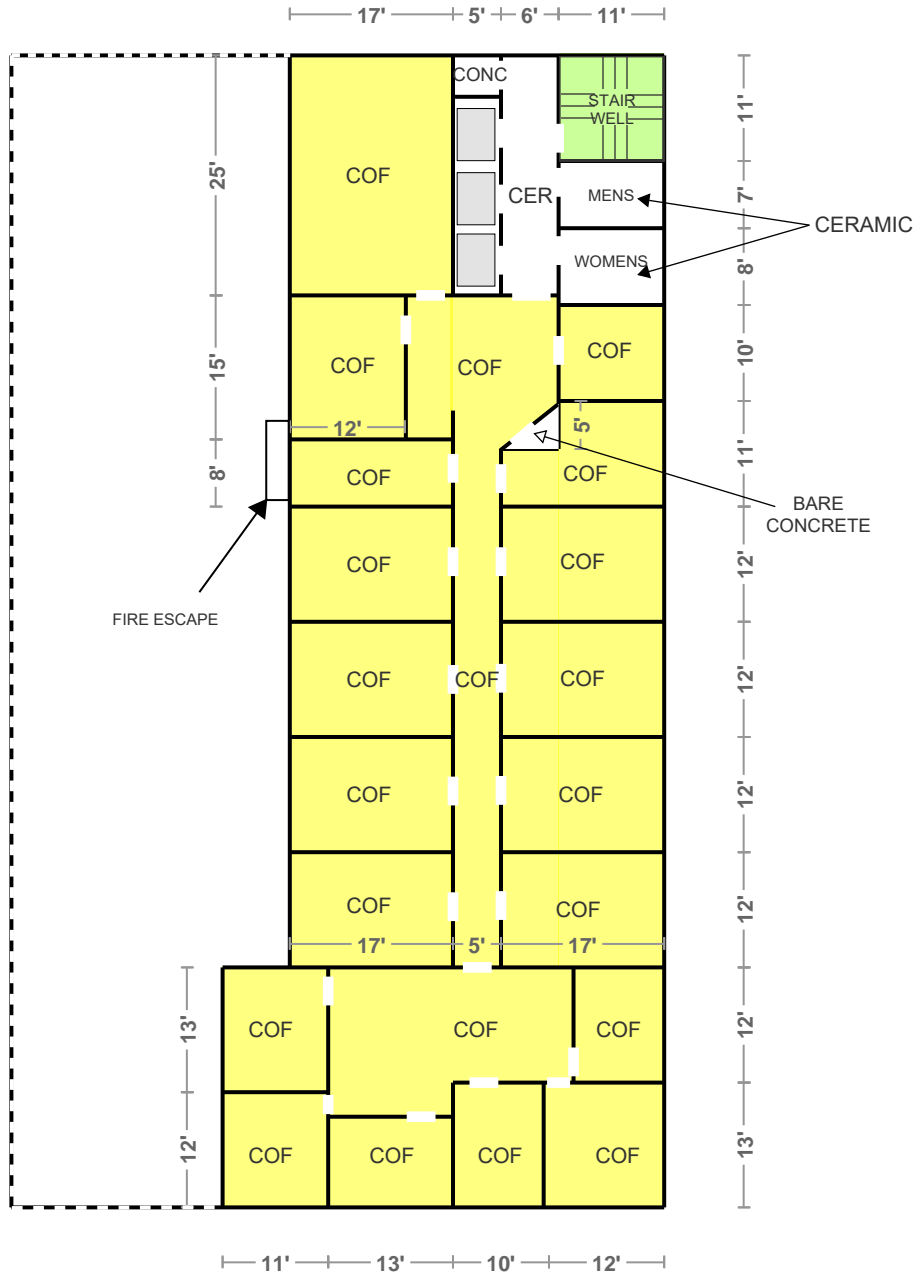 17' 5' 6' 11'
CONC
STAIR
WELL
11'
25'
COF
CER
MENS
7'
CERAMIC
WOMENS
8'
15'
COF
COF
COF
10'
12'
5'
8'
COF
COF
11'
BARE
CONCRETE
COF
COF
12'
FIRE ESCAPE
COF
COF
COF
12'
COF
COF
12'
COF
COF
12'
17' 5' 17'
13'
COF
COF
COF
12'
12'
COF
COF
COF
COF
13'
11' 13' 10' 12'